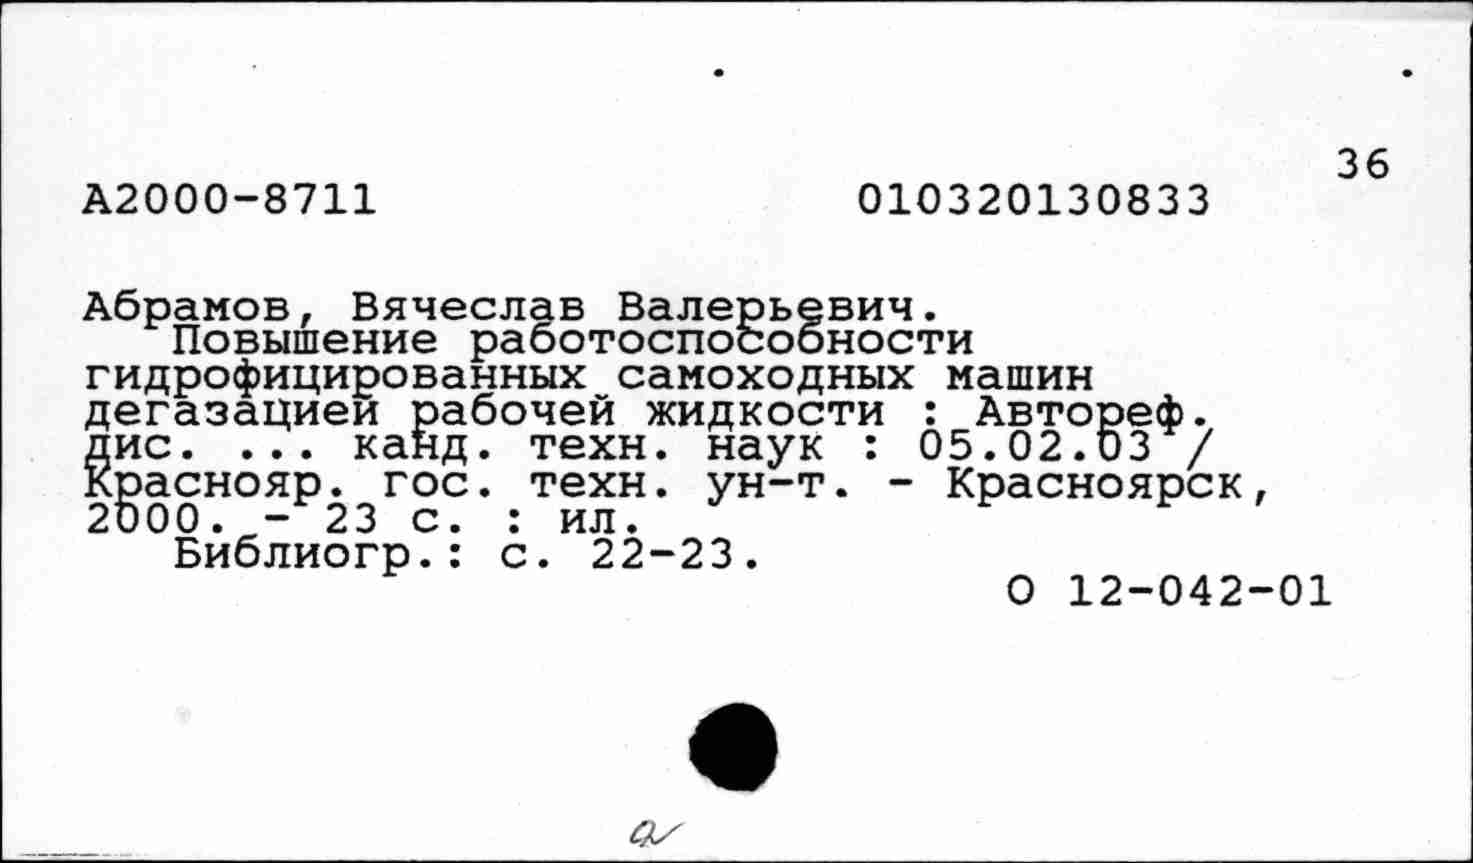 36
А2000-8711 010320130833
Абрамов, Вячеслав Валерьевич.
Повышение работоспособности
гидрофицированных самоходных машин
дегазацией рабочей жидкости : Автореф.
дис. ... канд. техн. наук : 05.02.03 /
Краснояр. гос. техн. ун-т. - Красноярск,
2000. - 23 с. : ил.
Библиогр.: с. 22-23.
О 12-042-01